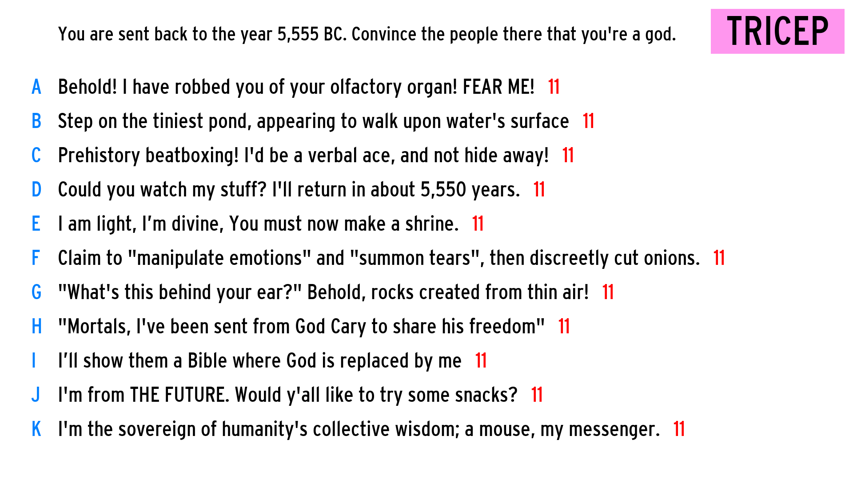 You are sent back to the year 5,555 BC. Convince the people there that you're a god.
TRICEP
A Behold! I have robbed you of your olfactory organ! FEAR ME! 11
B Step on the tiniest pond, appearing to walk upon water's surface 11
C Prehistory beatboxing! I'd be a verbal ace, and not hide away! 11
D Could you watch my stuff? I'll return in about 5,550 years. 11
E I am light, I’m divine, You must now make a shrine. 11
F Claim to "manipulate emotions" and "summon tears", then discreetly cut onions. 11
G "What's this behind your ear?" Behold, rocks created from thin air! 11
H "Mortals, I've been sent from God Cary to share his freedom" 11
I I’ll show them a Bible where God is replaced by me 11
J I'm from THE FUTURE. Would y'all like to try some snacks? 11
K I'm the sovereign of humanity's collective wisdom; a mouse, my messenger. 11